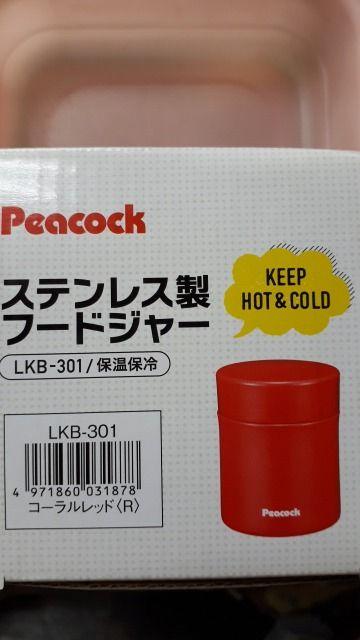 Peacock
ステンレス製
フードジャー
KEEP
HOT & COLD
LKB-301/保温保冷
LKB-301
4 971860 031878
コーラルレッド〈R〉
Peacock